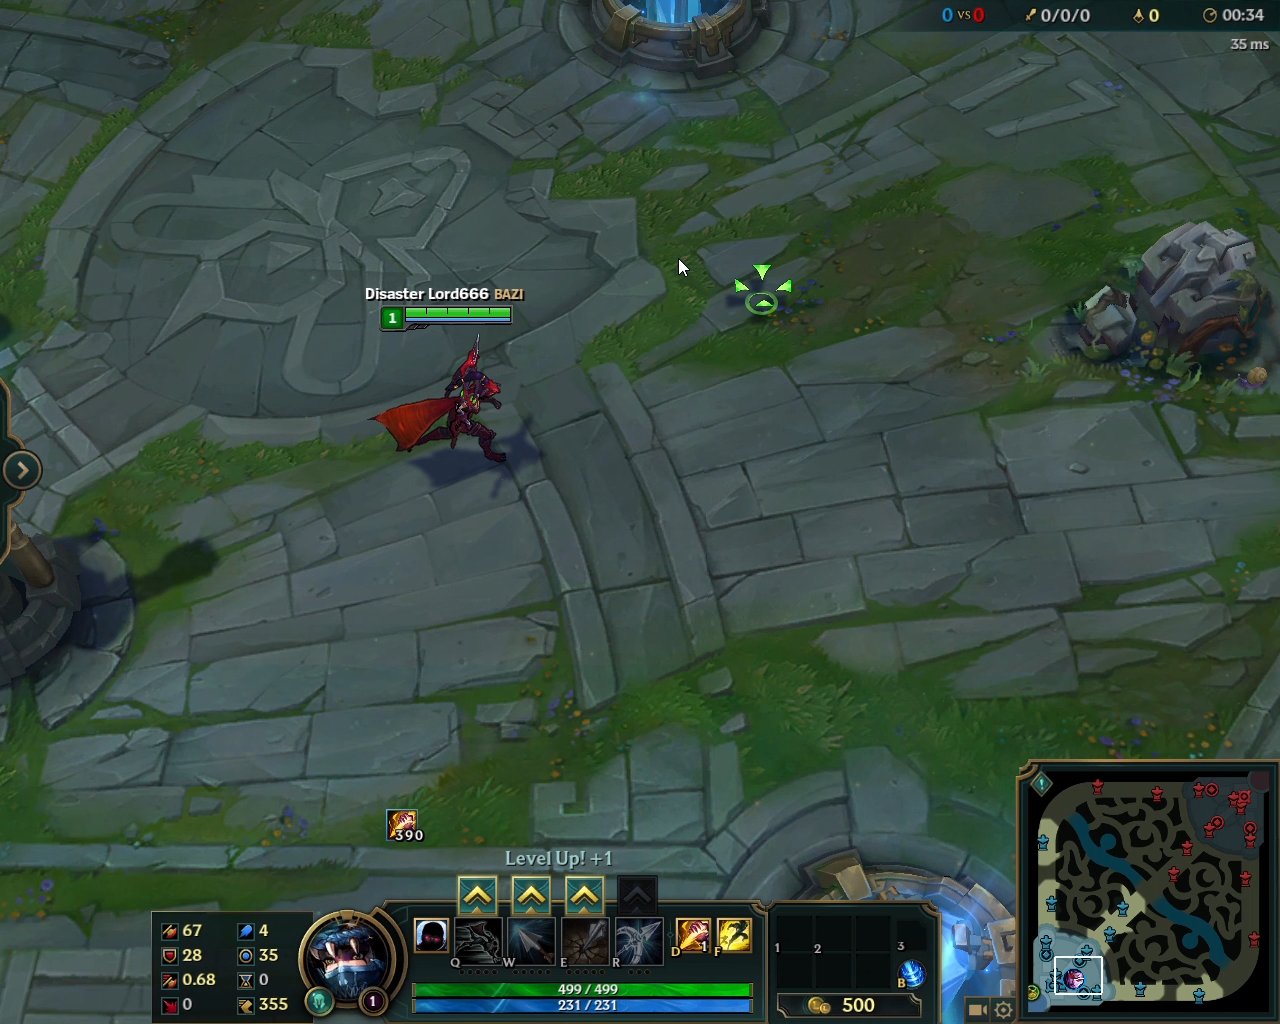 0 vs 0 0/0/0 0 00:34
35 ms
Disaster Lord666 BAZI
1
390
Level Up! +1
67 4
28 35
0.68 0
0 355
1
Q W E R D 1 F
499 / 499
231 / 231
1 2 3
B
500